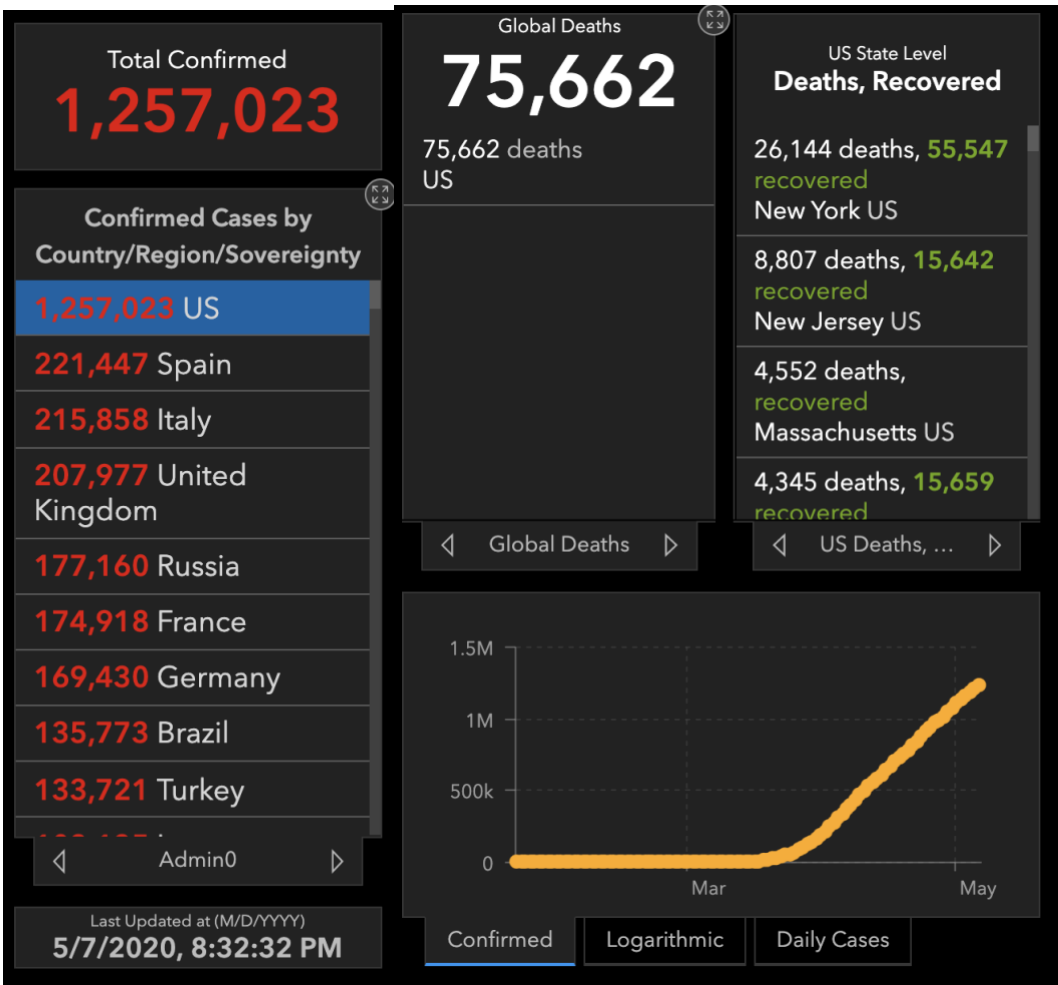 Total Confirmed
1,257,023
Confirmed Cases by
Country/Region/Sovereignty
1,257,023 US
221,447 Spain
215,858 Italy
207,977 United
Kingdom
177,160 Russia
174,918 France
169,430 Germany
135,773 Brazil
133,721 Turkey
Admin0
Last Updated at (M/D/YYYY)
5/7/2020, 8:32:32 PM
Global Deaths
75,662
75,662 deaths
US
Global Deaths
US State Level
Deaths, Recovered
26,144 deaths, 55,547
recovered
New York US
8,807 deaths, 15,642
recovered
New Jersey US
4,552 deaths,
recovered
Massachusetts US
4,345 deaths, 15,659
recovered
US Deaths, ...
1.5M
1M
500k
0
Mar
May
Confirmed
Logarithmic
Daily Cases